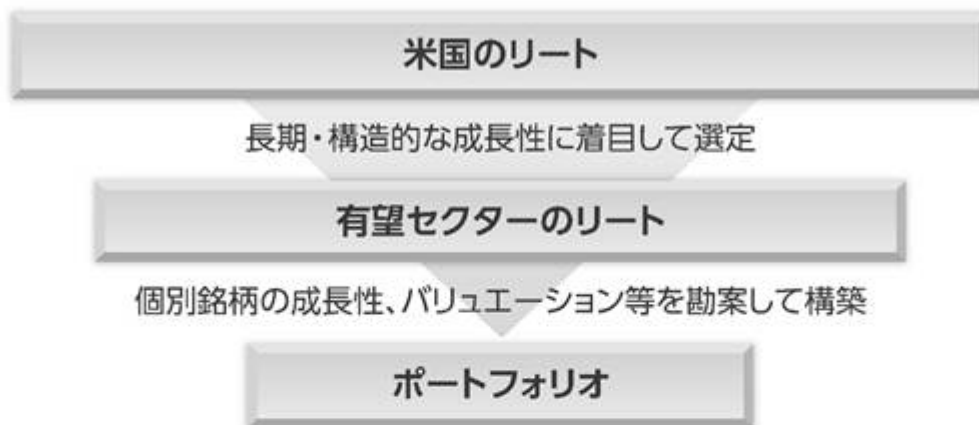 米国のリート
長期・構造的な成長性に着目して選定
有望セクターのリート
個別銘柄の成長性、バリュエーション等を勘案して構築
ポートフォリオ